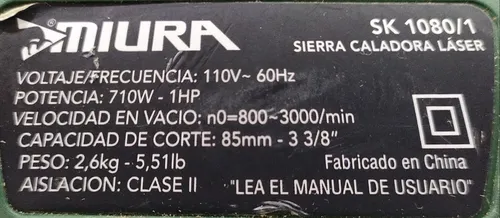 MIURA® SK 1080/1
SIERRA CALADORA LÁSER
VOLTAJE/FRECUENCIA: 110V~ 60Hz
POTENCIA: 710W - 1HP
VELOCIDAD EN VACIO: n0=800~3000/min
CAPACIDAD DE CORTE: 85mm - 3 3/8"
PESO: 2,6kg - 5,51lb
Fabricado en China
AISLACION: CLASE II "LEA EL MANUAL DE USUARIO"